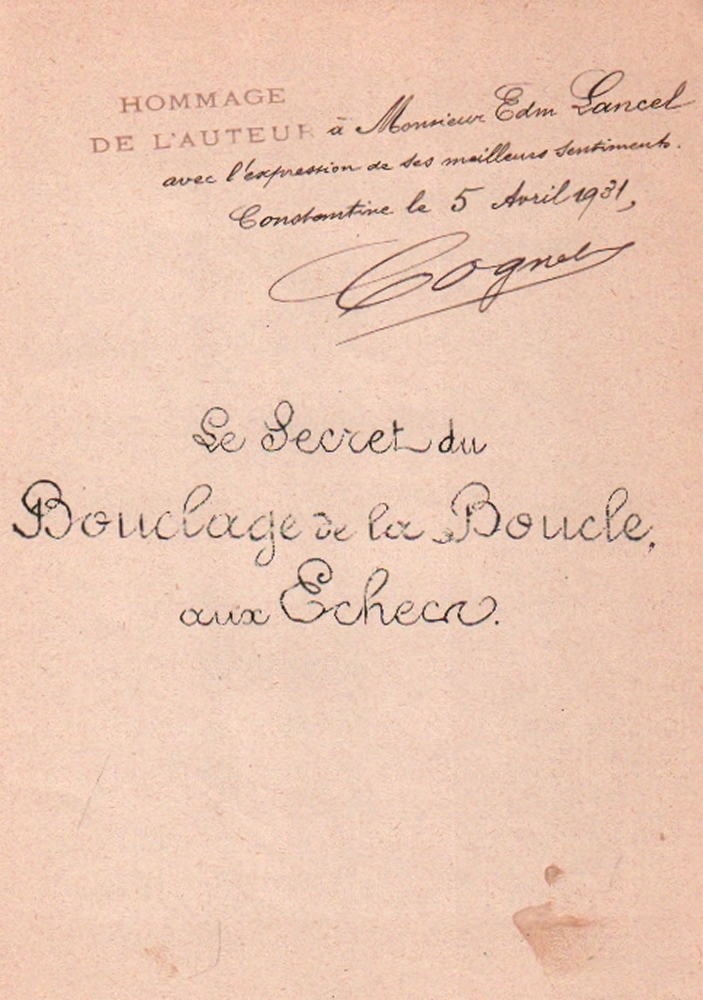 HOMMAGE
DE L'AUTEUR à Monsieur Edm Lancel
avec l'expression de ses meilleurs sentiments.
Constantine le 5 Avril 1931,
Cognet
Le Secret du
Bouclage de la Boucle,
aux Echecs.